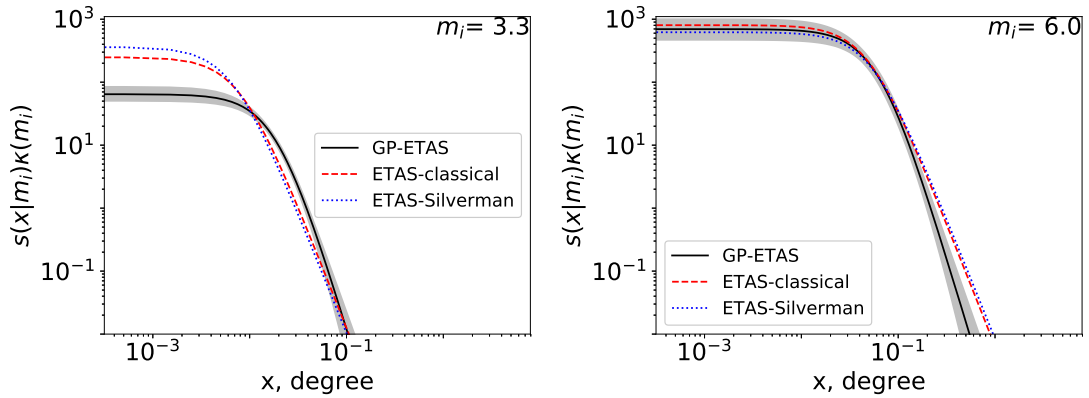 m_i = 3.3
10^3
10^1
10^{-1}
s(x|m_i)κ(m_i)
GP-ETAS
ETAS-classical
ETAS-Silverman
10^{-3}
10^{-1}
x, degree
m_i = 6.0
10^3
10^1
10^{-1}
s(x|m_i)κ(m_i)
GP-ETAS
ETAS-classical
ETAS-Silverman
10^{-3}
10^{-1}
x, degree